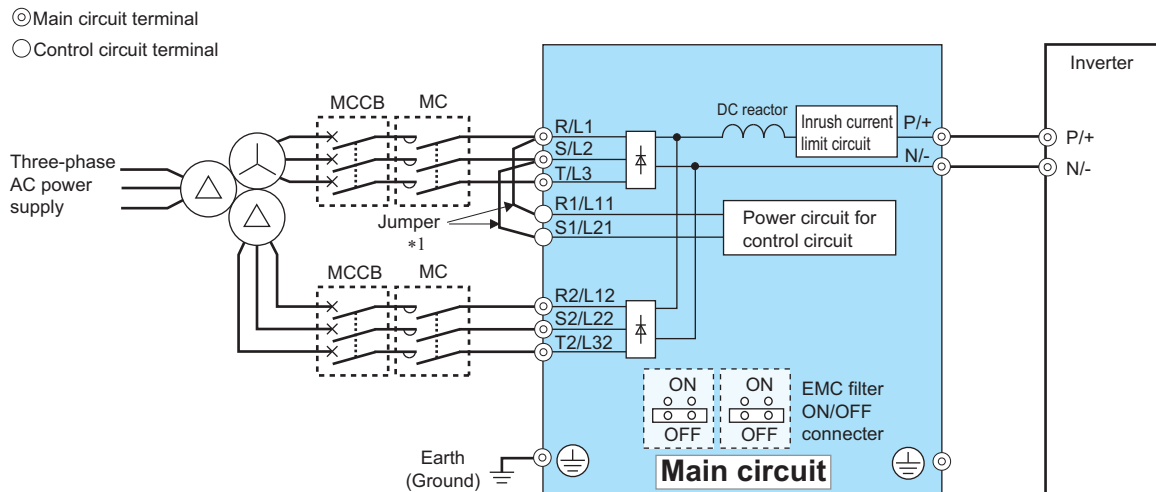 Main circuit terminal
Control circuit terminal
Three-phase
AC power
supply
MCCB
MC
Jumper
*1
MCCB
MC
Earth
(Ground)
R/L1
S/L2
T/L3
R1/L11
S1/L21
R2/L12
S2/L22
T2/L32
DC reactor
Inrush current
limit circuit
P/+
N/-
Power circuit for
control circuit
ON
OFF
ON
OFF
EMC filter
ON/OFF
connecter
Main circuit
Inverter
P/+
N/-